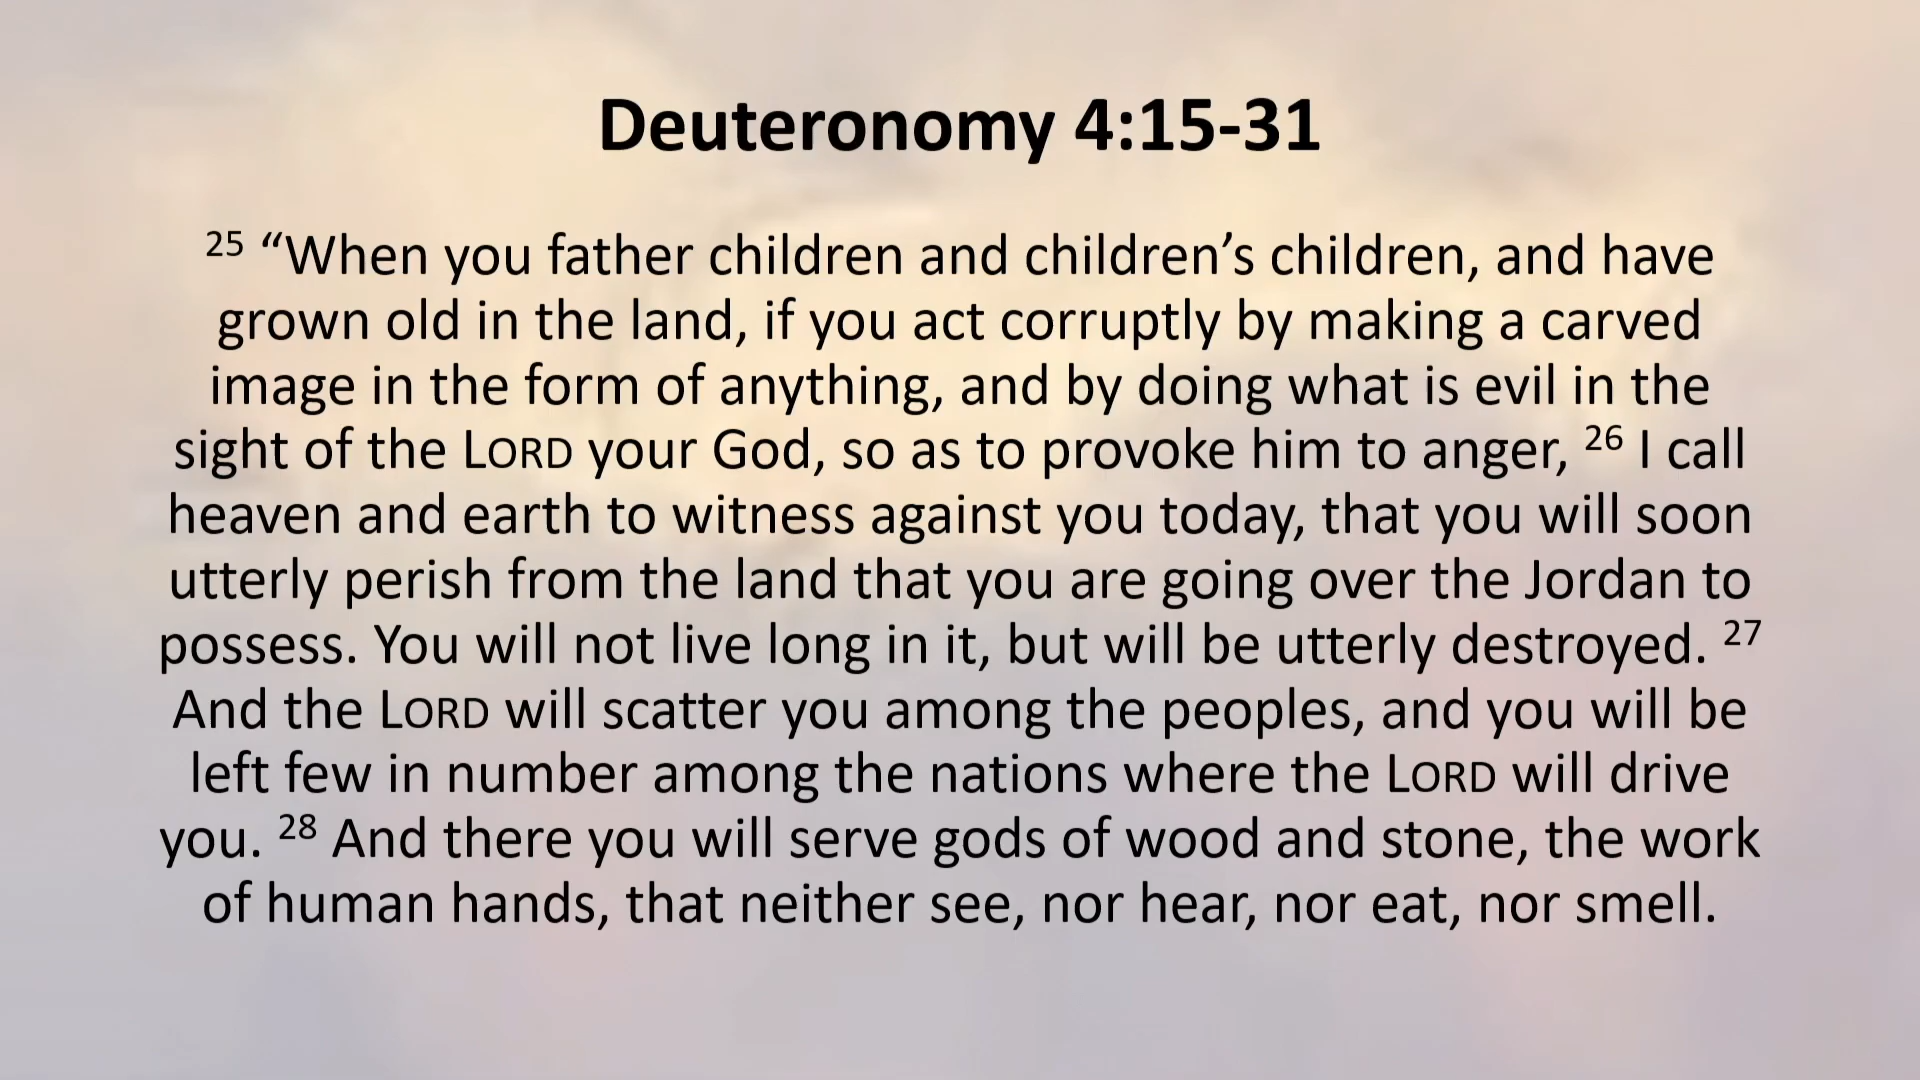 Deuteronomy 4:15-31
25 “When you father children and children’s children, and have
grown old in the land, if you act corruptly by making a carved
image in the form of anything, and by doing what is evil in the
sight of the LORD your God, so as to provoke him to anger, 26 I call
heaven and earth to witness against you today, that you will soon
utterly perish from the land that you are going over the Jordan to
possess. You will not live long in it, but will be utterly destroyed. 27
And the LORD will scatter you among the peoples, and you will be
left few in number among the nations where the LORD will drive
you. 28 And there you will serve gods of wood and stone, the work
of human hands, that neither see, nor hear, nor eat, nor smell.